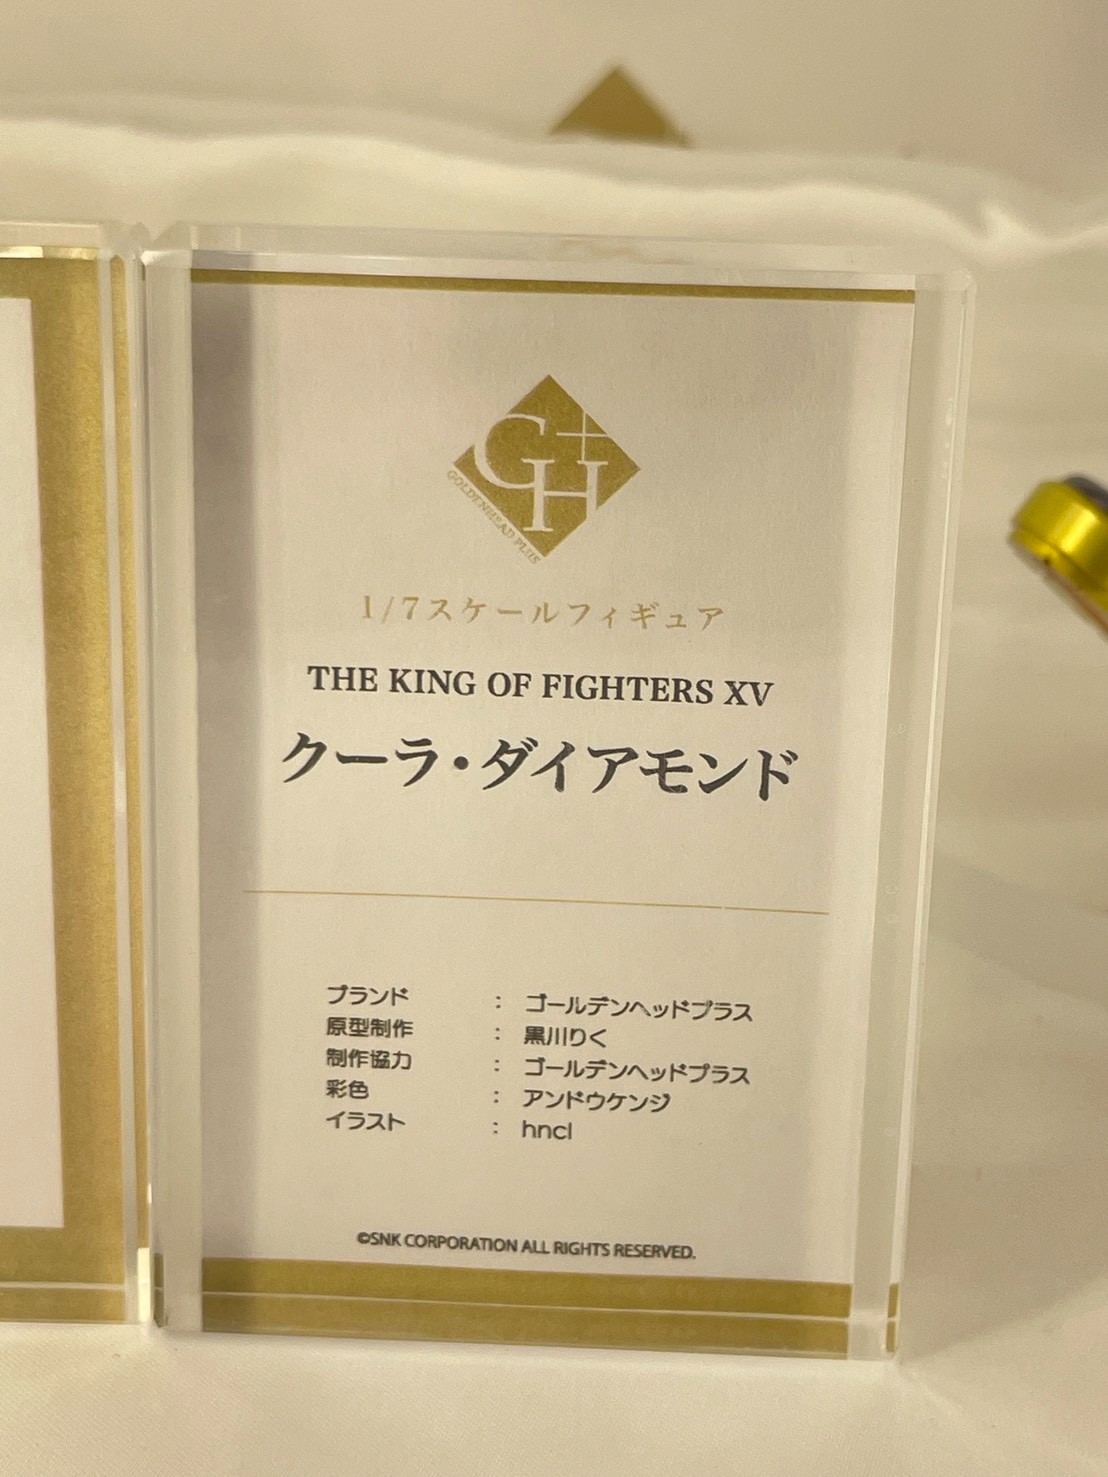 GH+
GOLDENHEAD PLUS
1/7スケールフィギュア
THE KING OF FIGHTERS XV
クーラ・ダイアモンド
ブランド : ゴールデンヘッドプラス
原型制作 : 黒川りく
制作協力 : ゴールデンヘッドプラス
彩色 : アンドウケンジ
イラスト : hncl
©SNK CORPORATION ALL RIGHTS RESERVED.